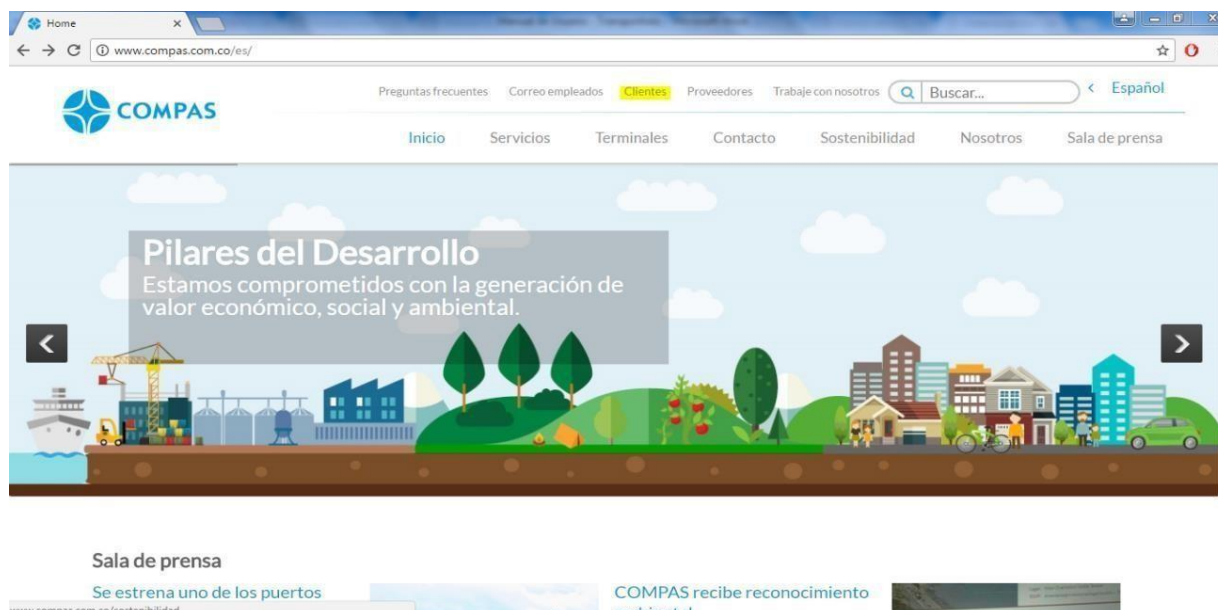 Home
www.compas.com.co/es/
COMPAS
Preguntas frecuentes Correo empleados Clientes Proveedores Trabaje con nosotros Buscar... Español
Inicio Servicios Terminales Contacto Sostenibilidad Nosotros Sala de prensa
Pilares del Desarrollo
Estamos comprometidos con la generación de
valor económico, social y ambiental.
Sala de prensa
Se estrena uno de los puertos
COMPAS recibe reconocimiento